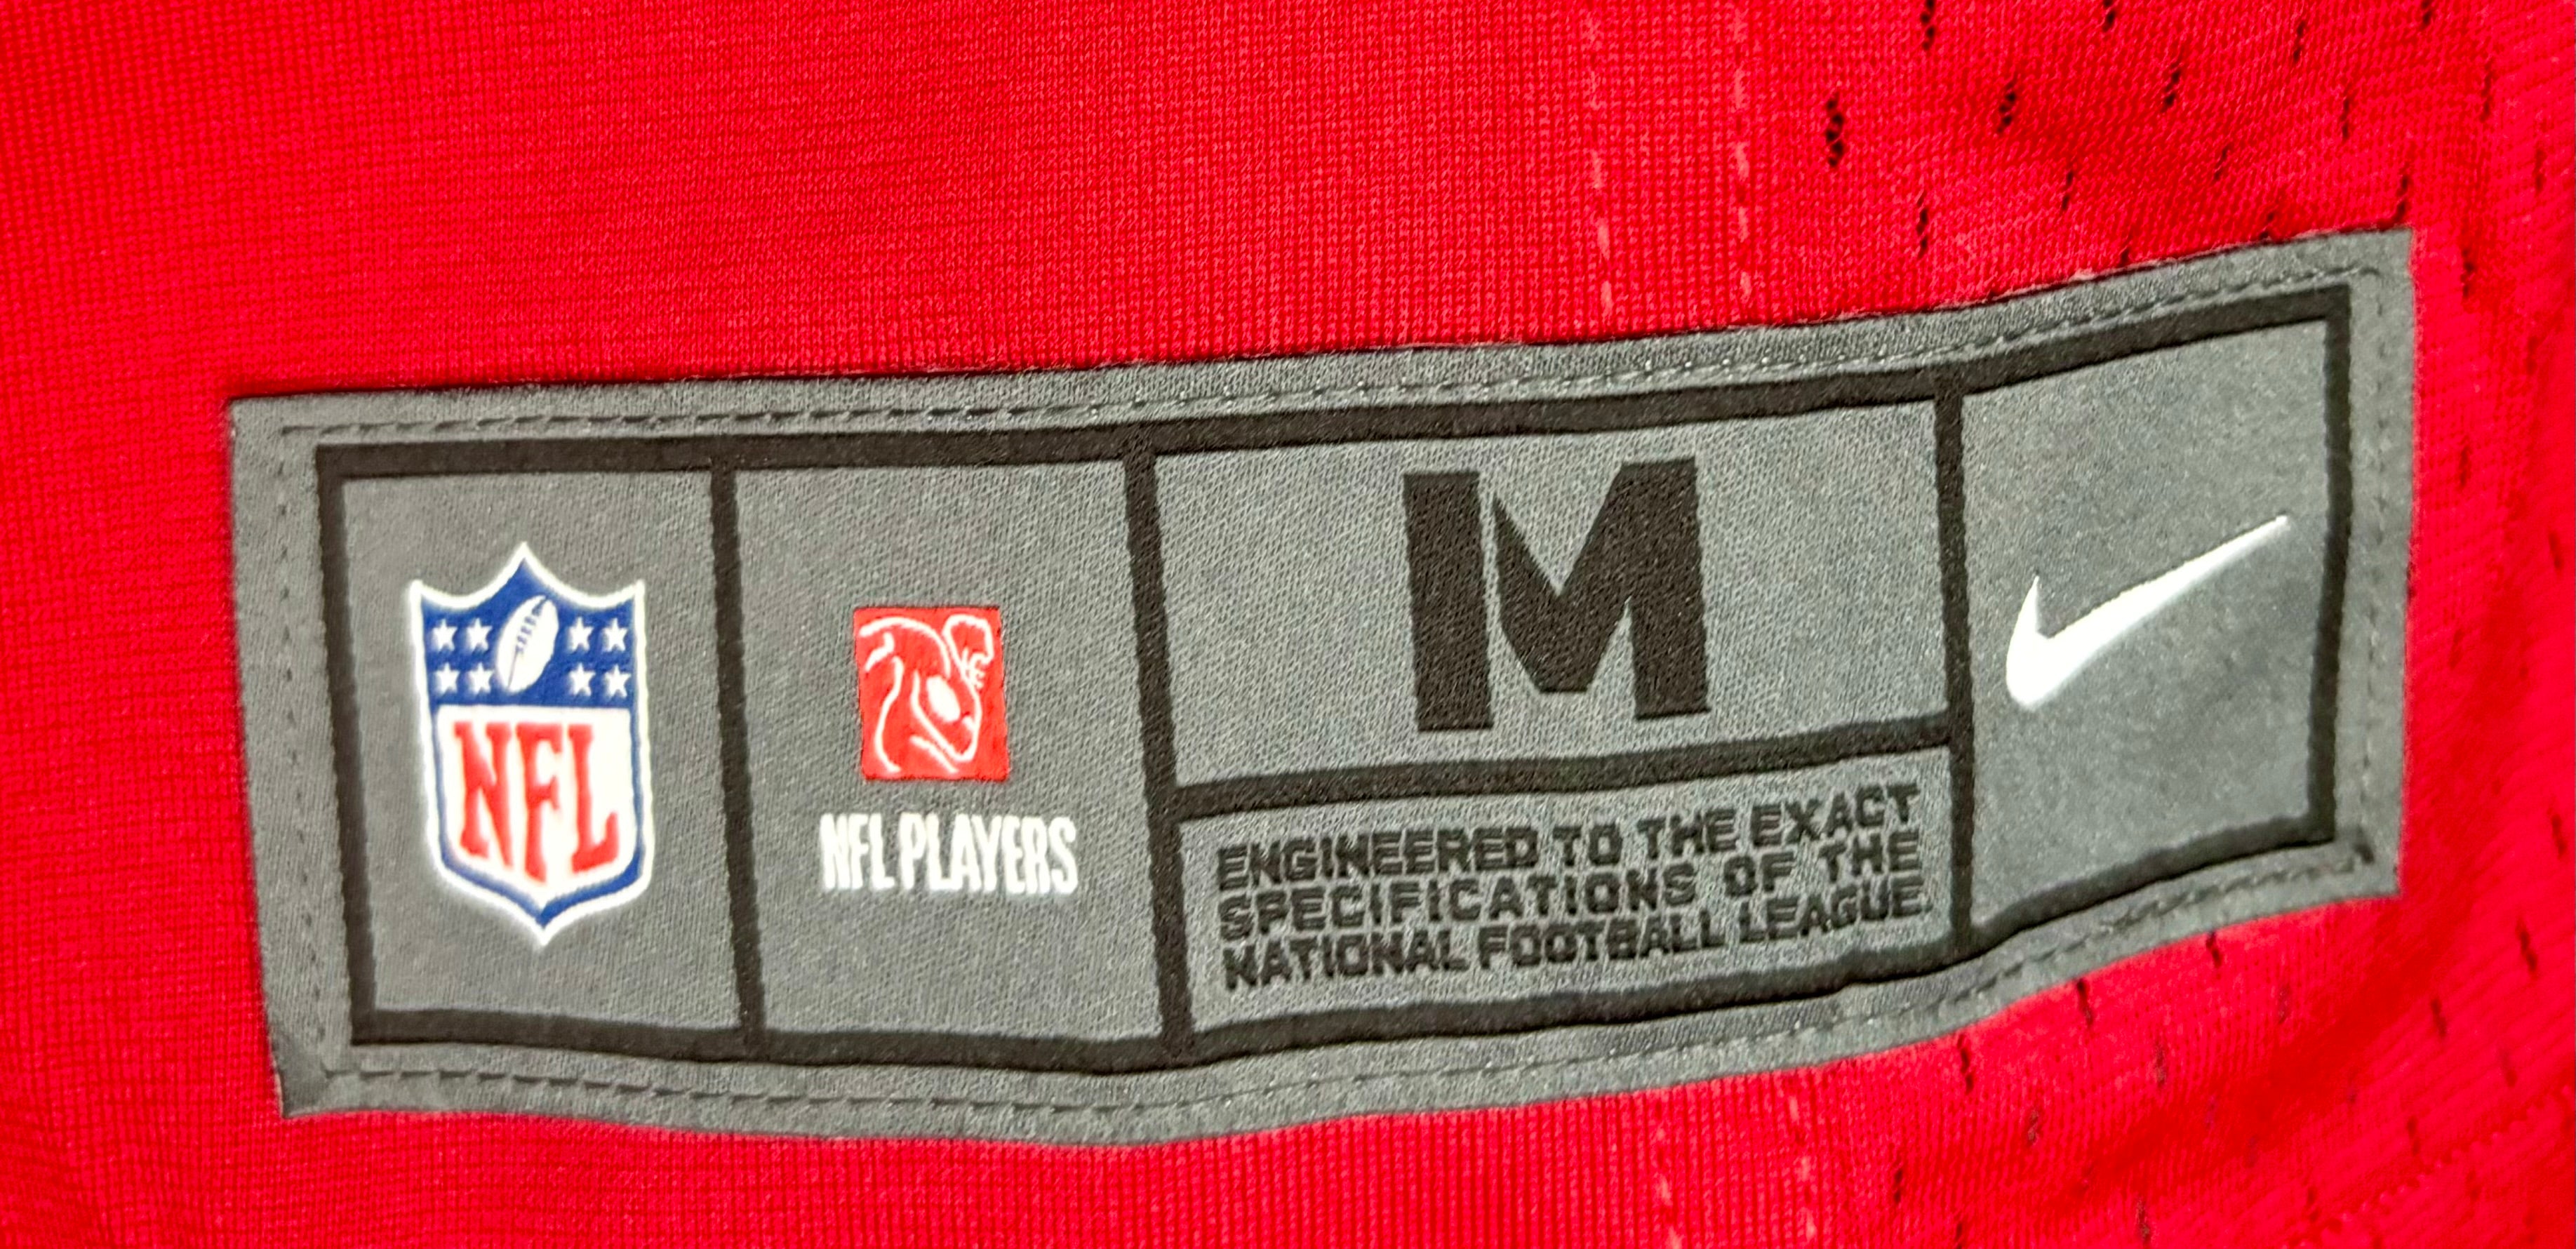 NFL
NFL PLAYERS
M
ENGINEERED TO THE EXACT
SPECIFICATIONS OF THE
NATIONAL FOOTBALL LEAGUE.